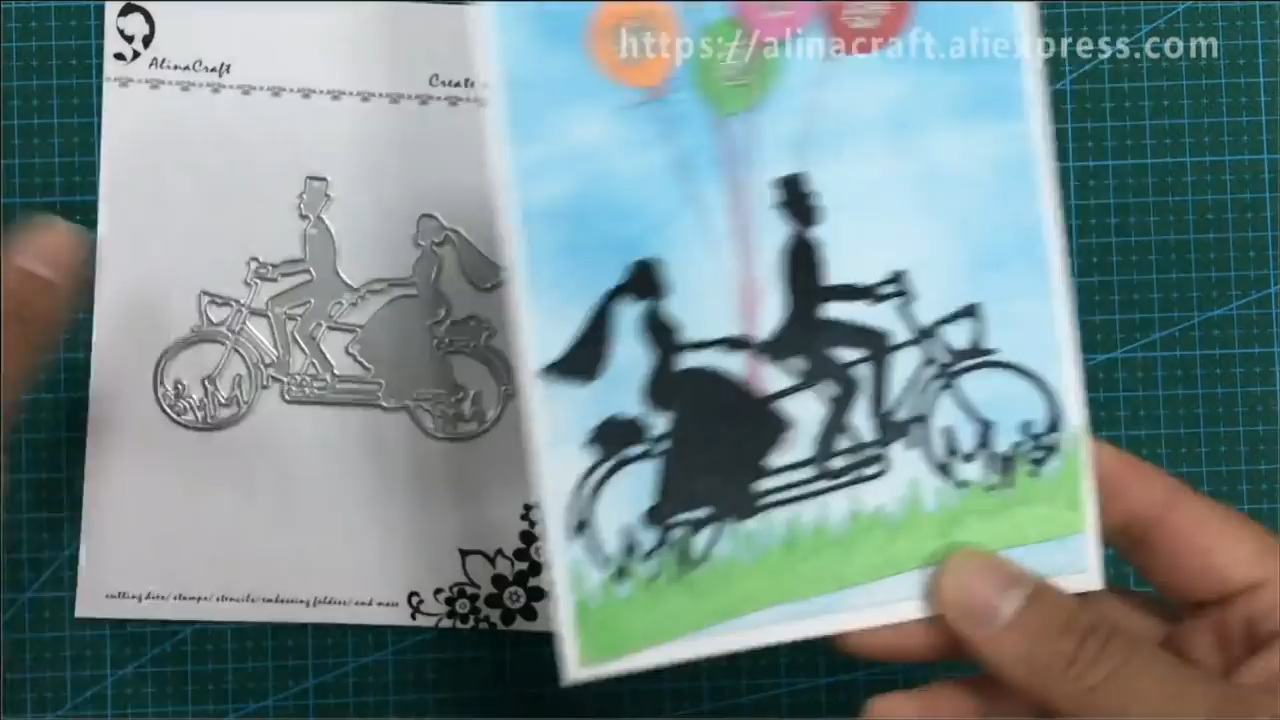 https://alinacraft.aliexpress.com
AlinaCraft
Create
cutting dies/ stamps/ stencils/ embossing folders/ and more